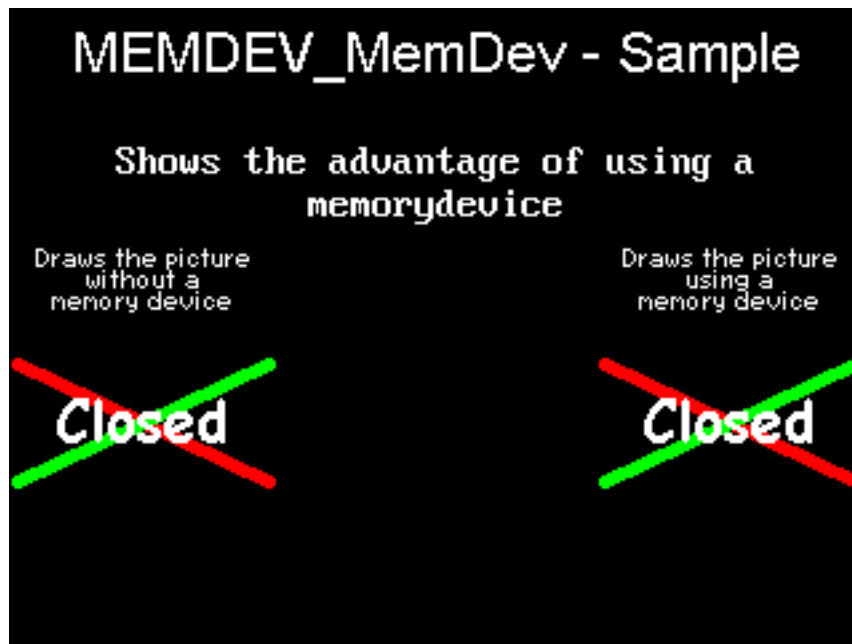 MEMDEV_MemDev - Sample
Shows the advantage of using a
memorydevice
Draws the picture
without a
memory device
Draws the picture
using a
memory device
Closed
Closed